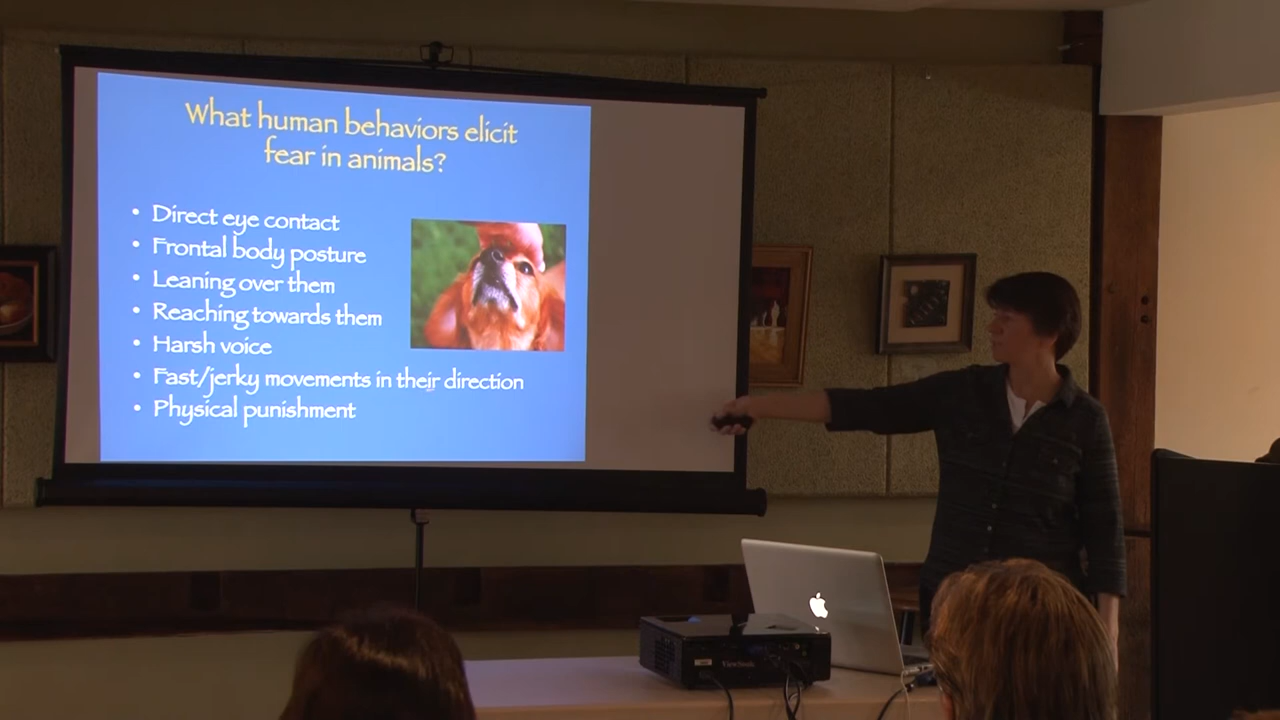 What human behaviors elicit
fear in animals?
• Direct eye contact
• Frontal body posture
• Leaning over them
• Reaching towards them
• Harsh voice
• Fast/jerky movements in their direction
• Physical punishment
ViewSonic